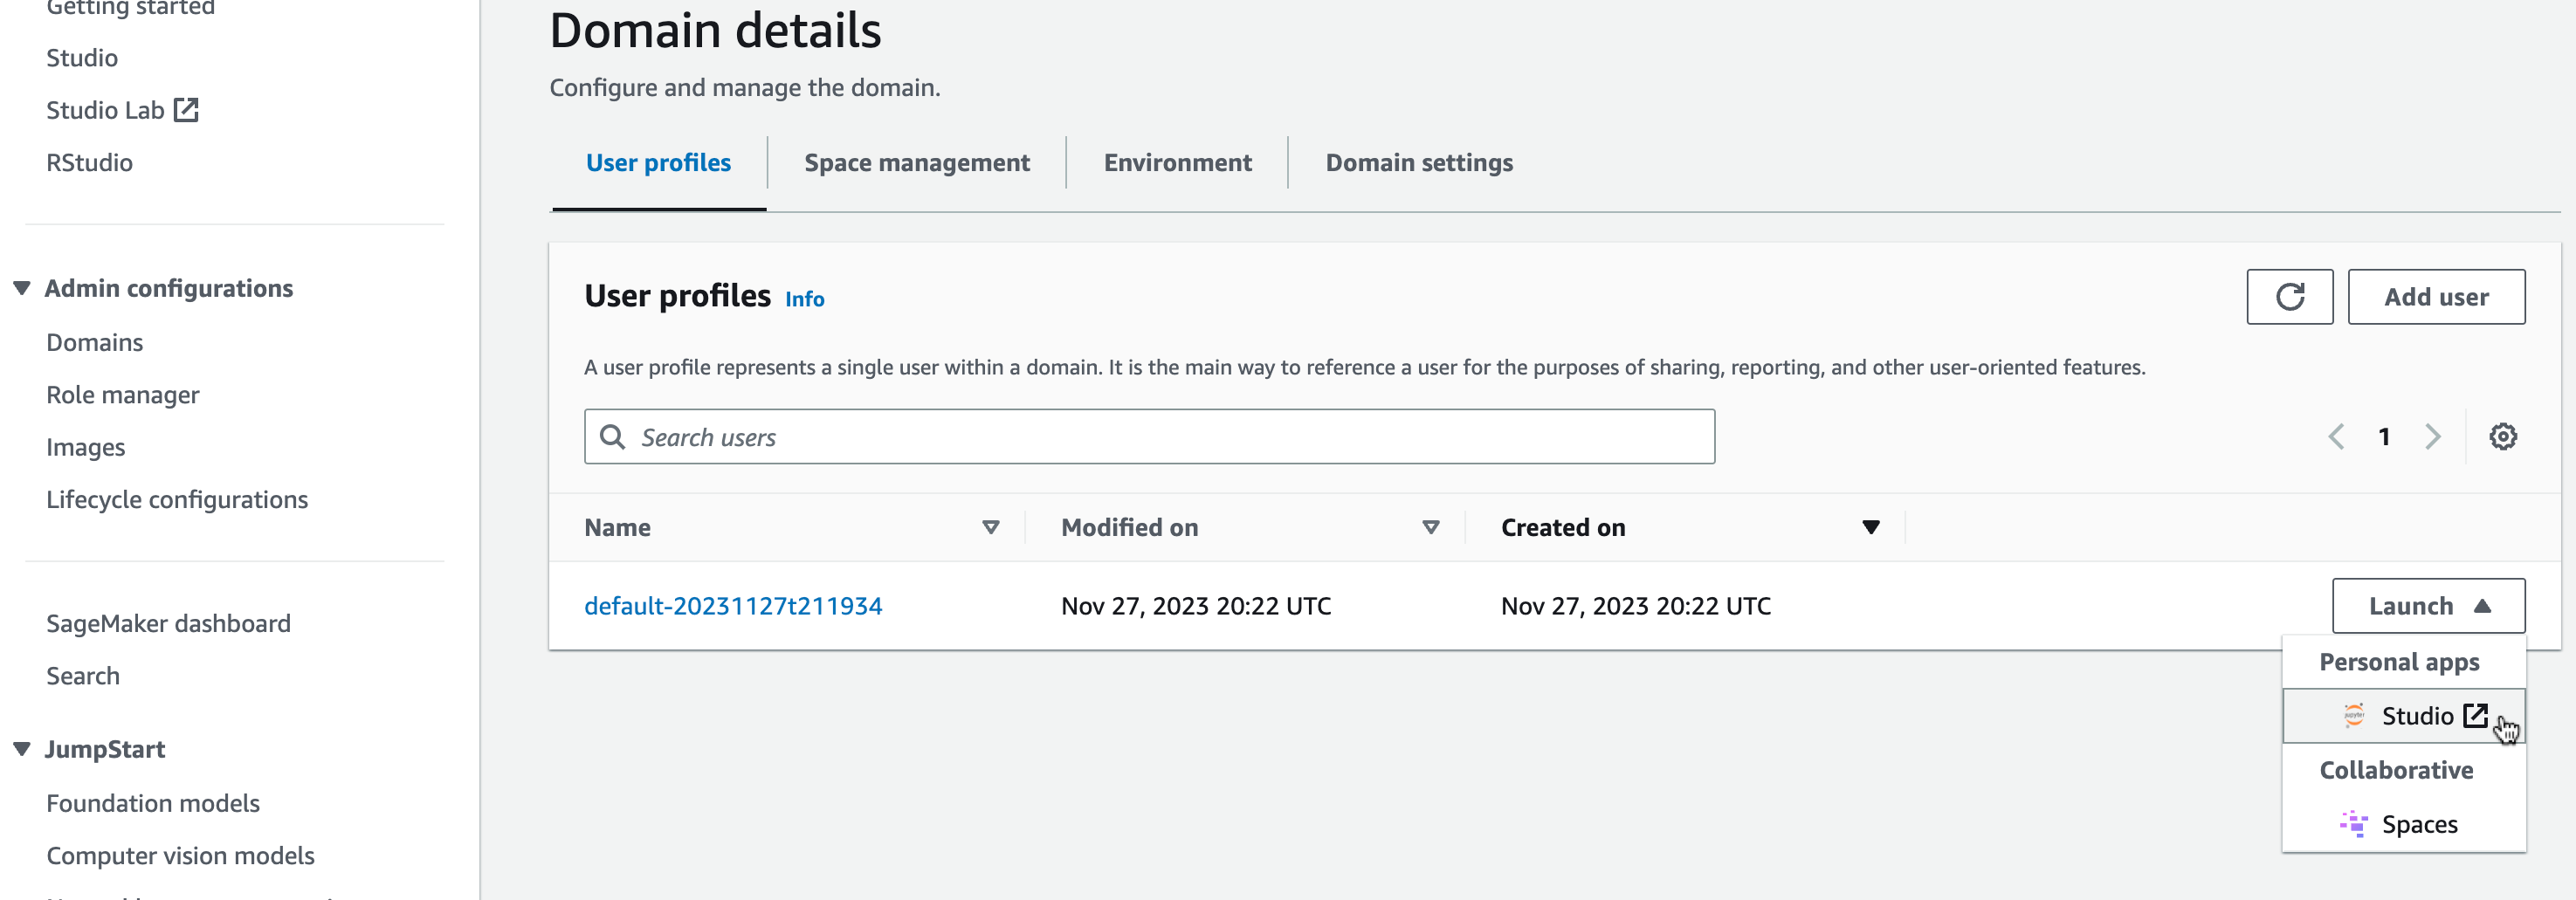 Getting started
Studio
Studio Lab
RStudio
Admin configurations
Domains
Role manager
Images
Lifecycle configurations
SageMaker dashboard
Search
JumpStart
Foundation models
Computer vision models
Domain details
Configure and manage the domain.
User profiles
Space management
Environment
Domain settings
User profiles Info
Add user
A user profile represents a single user within a domain. It is the main way to reference a user for the purposes of sharing, reporting, and other user-oriented features.
Search users
1
Name
Modified on
Created on
default-20231127t211934
Nov 27, 2023 20:22 UTC
Nov 27, 2023 20:22 UTC
Launch
Personal apps
jupyter
Studio
Collaborative
Spaces